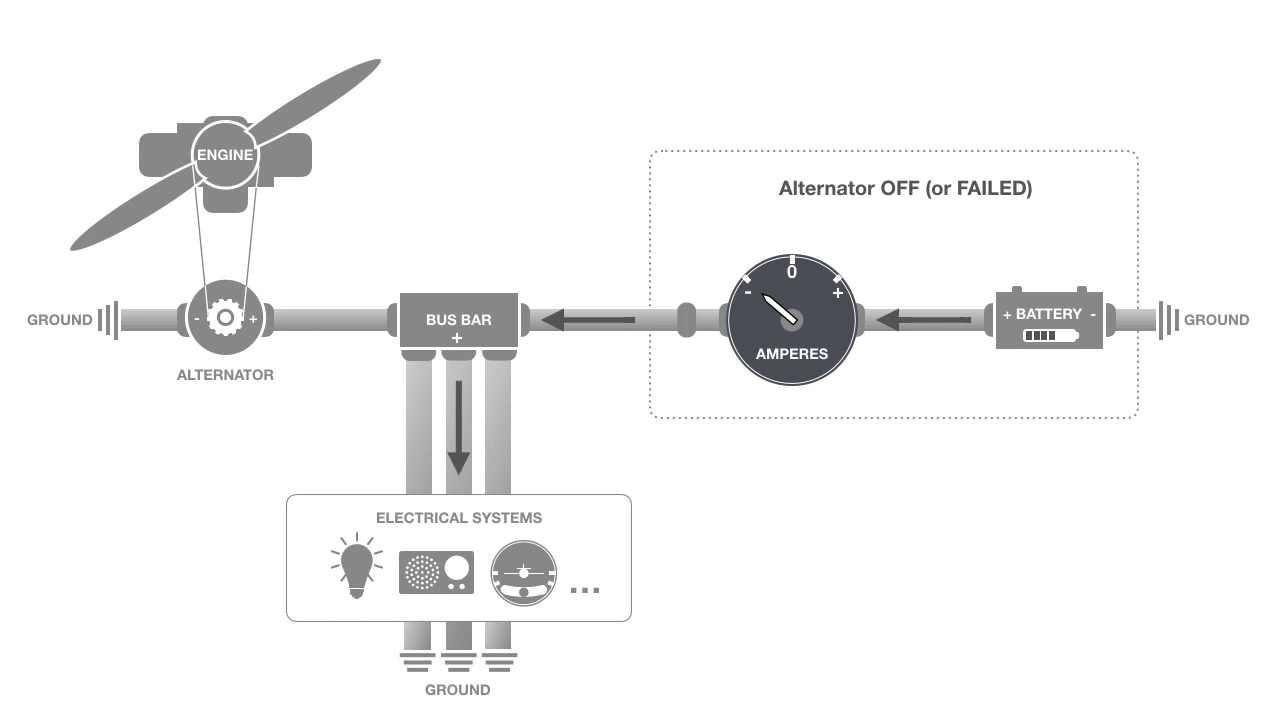 ENGINE
Alternator OFF (or FAILED)
0
- +
AMPERES
GROUND
- +
ALTERNATOR
BUS BAR
+
+ BATTERY -
GROUND
ELECTRICAL SYSTEMS
...
GROUND